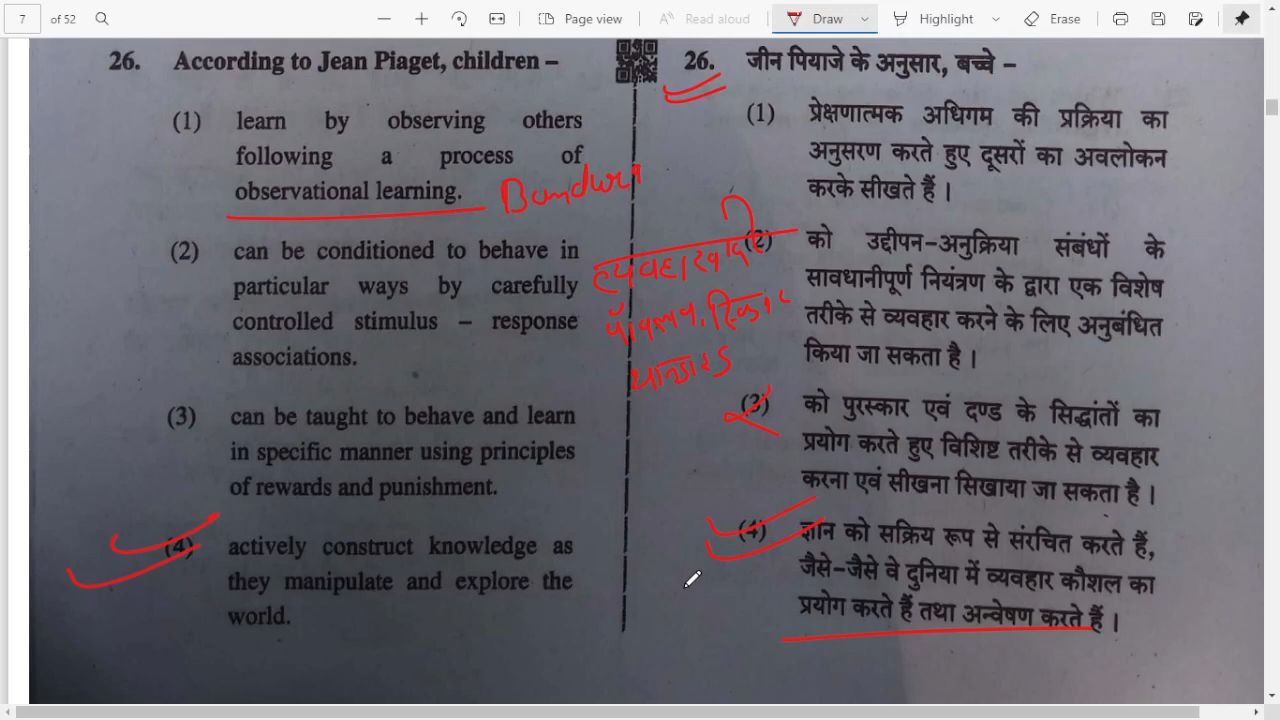 7 of 52 Page view Read aloud Draw Highlight Erase
26. According to Jean Piaget, children –
(1) learn by observing others
following a process of
observational learning.
(2) can be conditioned to behave in
particular ways by carefully
controlled stimulus – response
associations.
(3) can be taught to behave and learn
in specific manner using principles
of rewards and punishment.
(4) actively construct knowledge as
they manipulate and explore the
world.
व्यवहारवादी
26. जीन पियाजे के अनुसार, बच्चे –
(1) प्रेक्षणात्मक अधिगम की प्रक्रिया का
अनुसरण करते हुए दूसरों का अवलोकन
करके सीखते हैं।
(2) को उद्दीपन-अनुक्रिया संबंधों के
सावधानीपूर्ण नियंत्रण के द्वारा एक विशेष
तरीके से व्यवहार करने के लिए अनुबंधित
किया जा सकता है।
(3) को पुरस्कार एवं दण्ड के सिद्धांतों का
प्रयोग करते हुए विशिष्ट तरीके से व्यवहार
करना एवं सीखना सिखाया जा सकता है।
(4) ज्ञान को सक्रिय रूप से संरचित करते हैं,
जैसे-जैसे वे दुनिया में व्यवहार कौशल का
प्रयोग करते हैं तथा अन्वेषण करते हैं।